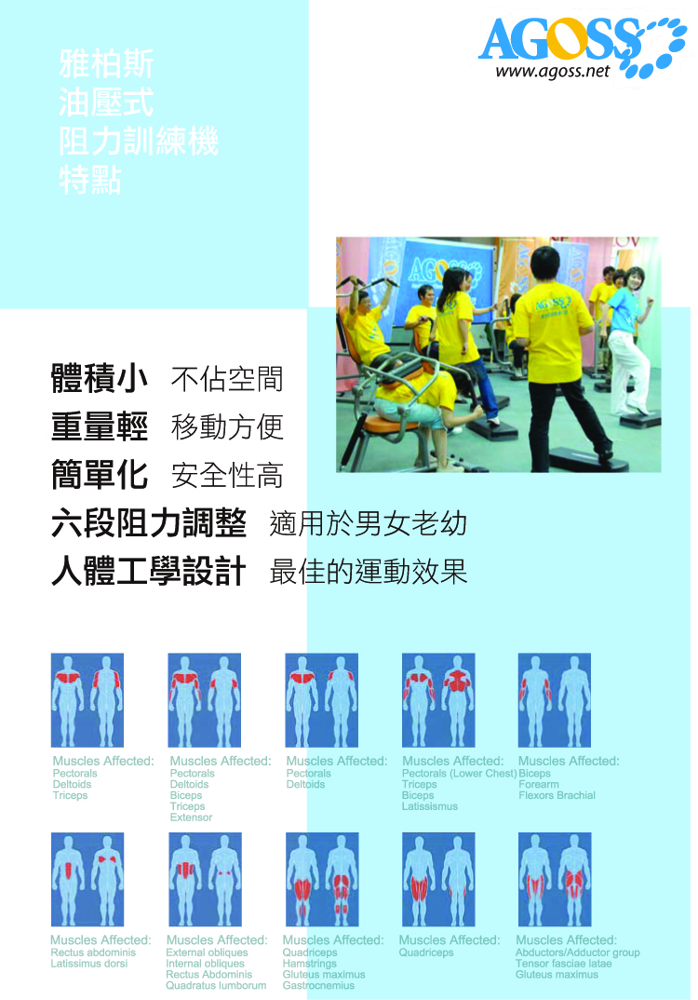 AGOSS
www.agoss.net
雅柏斯
油壓式
阻力訓練機
特點
AGOSS
AGOSS
體積小 不佔空間
重量輕 移動方便
簡單化 安全性高
六段阻力調整 適用於男女老幼
人體工學設計 最佳的運動效果
Muscles Affected:
Pectorals
Deltoids
Triceps
Muscles Affected:
Pectorals
Deltoids
Biceps
Triceps
Extensor
Muscles Affected:
Pectorals
Deltoids
Muscles Affected:
Pectorals (Lower Chest)
Triceps
Biceps
Latissismus
Muscles Affected:
Biceps
Forearm
Flexors Brachial
Muscles Affected:
Rectus abdominis
Latissimus dorsi
Muscles Affected:
External obliques
Internal obliques
Rectus Abdominis
Quadratus lumborum
Muscles Affected:
Quadriceps
Hamstrings
Gluteus maximus
Gastrocnemius
Muscles Affected:
Quadriceps
Muscles Affected:
Abductors/Adductor group
Tensor fasciae latae
Gluteus maximus